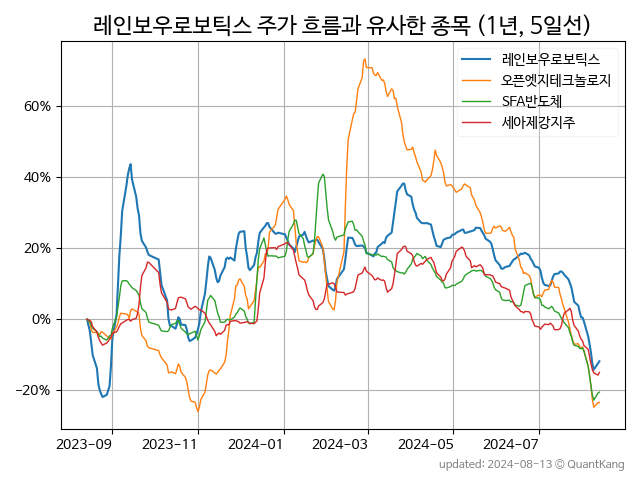 레인보우로보틱스 주가 흐름과 유사한 종목 (1년, 5일선)
레인보우로보틱스
오픈엣지테크놀로지
SFA반도체
세아제강지주
60%
40%
20%
0%
−20%
2023-09 2023-11 2024-01 2024-03 2024-05 2024-07
updated: 2024-08-13 © QuantKang